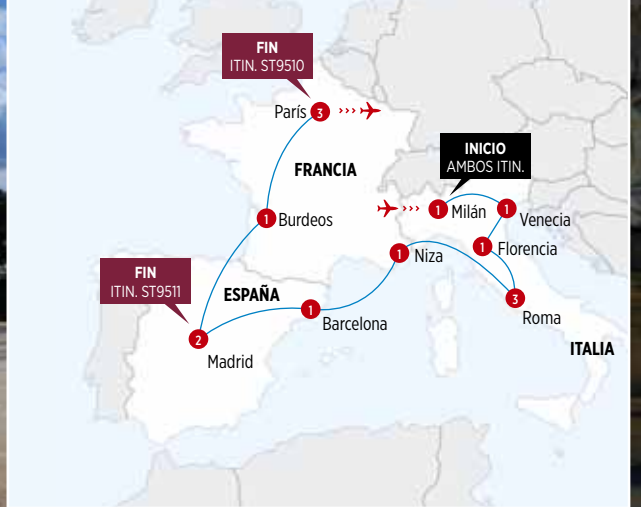 FIN
ITIN. ST9510
París 3
FRANCIA
INICIO
AMBOS ITIN.
1 Milán
1
Venecia
1
Burdeos
1
Florencia
1
Niza
FIN
ITIN. ST9511
ESPAÑA
3
Roma
1
Barcelona
2
Madrid
ITALIA